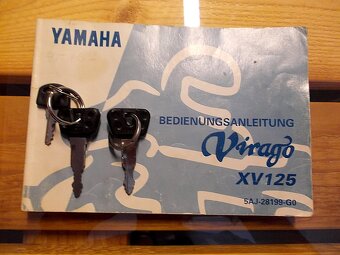 YAMAHA
BEDIENUNGSANLEITUNG
Virago
XV125
5AJ-28199-G0